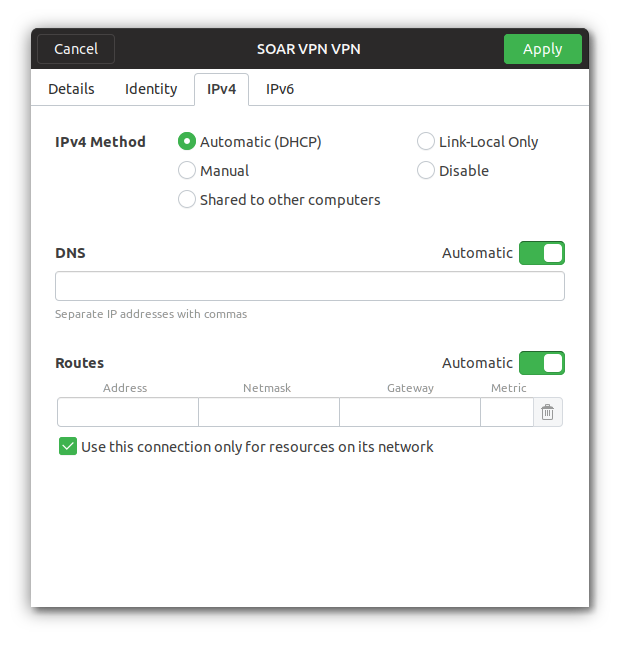 Cancel SOAR VPN VPN Apply
Details Identity IPv4 IPv6
IPv4 Method Automatic (DHCP) Link-Local Only
Manual Disable
Shared to other computers
DNS Automatic
Separate IP addresses with commas
Routes Automatic
Address Netmask Gateway Metric
Use this connection only for resources on its network